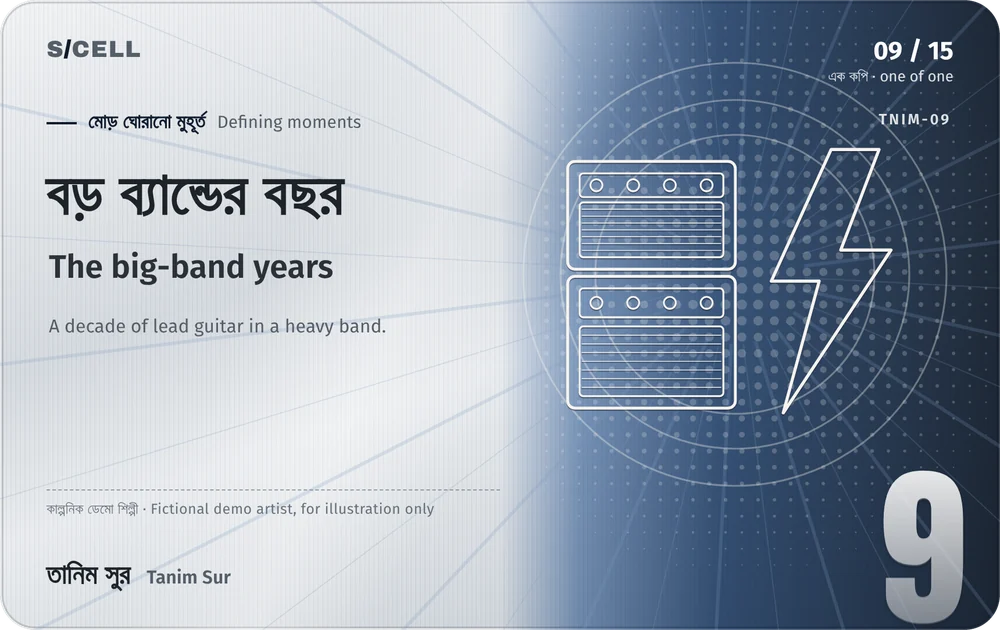 S/CELL
09 / 15
এক কপি · one of one
TNIM-09
মোড় ঘোরানো মুহূর্ত Defining moments
বড় ব্যান্ডের বছর
The big-band years
A decade of lead guitar in a heavy band.
কাল্পনিক ডেমো শিল্পী · Fictional demo artist, for illustration only
তানিম সুর Tanim Sur
9